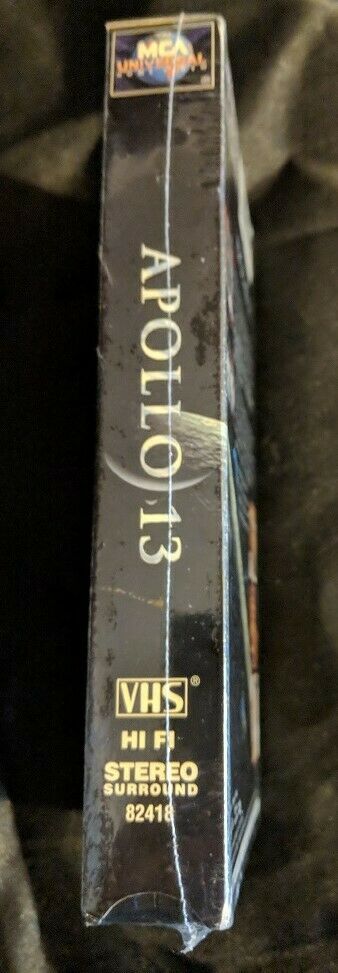 MCA
UNIVERSAL
APOLLO 13
VHS®
HI FI
STEREO
SURROUND
82418